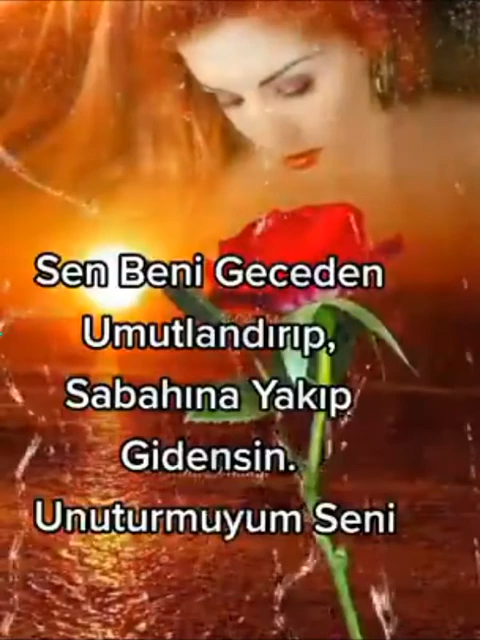 Sen Beni Geceden
Umutlandırıp,
Sabahına Yakıp
Gidensin.
Unuturmuyum Seni